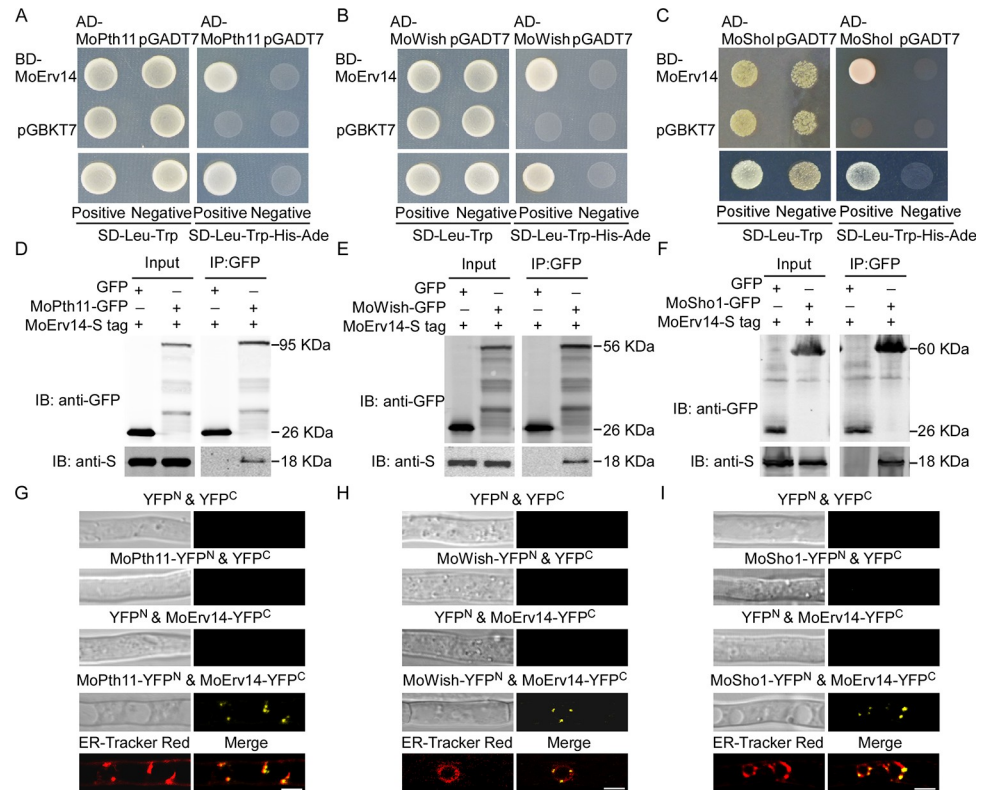 A
AD-
MoPth11 pGADT7
AD-
MoPth11 pGADT7
BD-
MoErv14
pGBKT7
Positive Negative Positive Negative
SD-Leu-Trp SD-Leu-Trp-His-Ade
B
AD-
MoWish pGADT7
AD-
MoWish pGADT7
BD-
MoErv14
pGBKT7
Positive Negative Positive Negative
SD-Leu-Trp SD-Leu-Trp-His-Ade
C
AD-
MoShol pGADT7
AD-
MoShol pGADT7
BD-
MoErv14
pGBKT7
Positive Negative Positive Negative
SD-Leu-Trp SD-Leu-Trp-His-Ade
D
Input IP:GFP
GFP + − + −
MoPth11-GFP − + − +
MoErv14-S tag + + + +
95 KDa
IB: anti-GFP
26 KDa
IB: anti-S
18 KDa
E
Input IP:GFP
GFP + − + −
MoWish-GFP − + − +
MoErv14-S tag + + + +
56 KDa
IB: anti-GFP
26 KDa
IB: anti-S
18 KDa
F
Input IP:GFP
GFP + − + −
MoSho1-GFP − + − +
MoErv14-S tag + + + +
60 KDa
IB: anti-GFP
26 KDa
IB: anti-S
18 KDa
G
YFPᴺ & YFPᶜ
MoPth11-YFPᴺ & YFPᶜ
YFPᴺ & MoErv14-YFPᶜ
MoPth11-YFPᴺ & MoErv14-YFPᶜ
ER-Tracker Red Merge
H
YFPᴺ & YFPᶜ
MoWish-YFPᴺ & YFPᶜ
YFPᴺ & MoErv14-YFPᶜ
MoWish-YFPᴺ & MoErv14-YFPᶜ
ER-Tracker Red Merge
I
YFPᴺ & YFPᶜ
MoSho1-YFPᴺ & YFPᶜ
YFPᴺ & MoErv14-YFPᶜ
MoSho1-YFPᴺ & MoErv14-YFPᶜ
ER-Tracker Red Merge